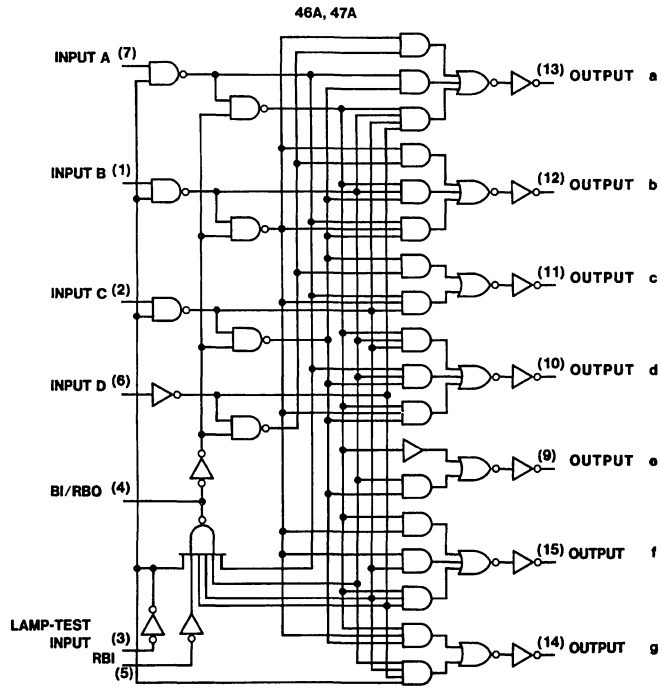 46A, 47A
INPUT A (7)
(13) OUTPUT a
INPUT B (1)
(12) OUTPUT b
(11) OUTPUT c
INPUT C (2)
(10) OUTPUT d
INPUT D (6)
(9) OUTPUT e
BI/RBO (4)
(15) OUTPUT f
LAMP-TEST
INPUT
(3)
RBI
(5)
(14) OUTPUT g